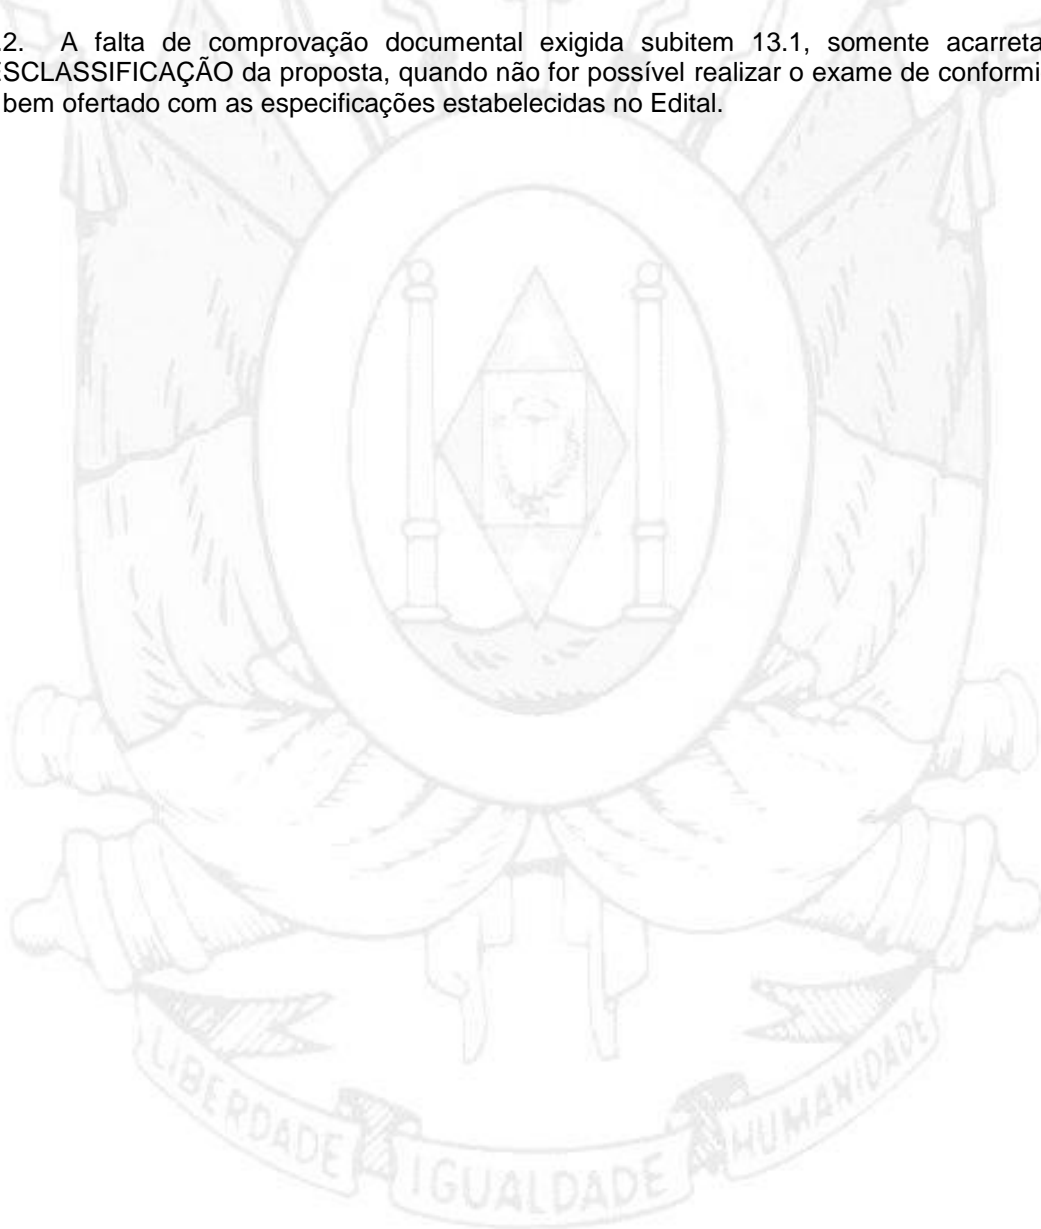 .2. A falta de comprovação documental exigida subitem 13.1, somente acarreta
ESCLASSIFICAÇÃO da proposta, quando não for possível realizar o exame de conformi
bem ofertado com as especificações estabelecidas no Edital.
LIBERDADE IGUALDADE HUMANIDADE